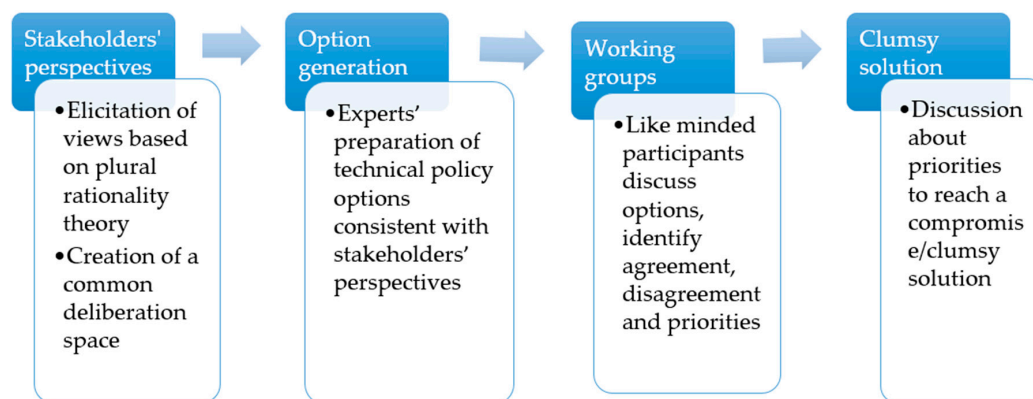 Stakeholders'
perspectives
•Elicitation of
views based
on plural
rationality
theory
•Creation of a
common
deliberation
space
Option
generation
•Experts’
preparation of
technical policy
options
consistent with
stakeholders’
perspectives
Working
groups
•Like minded
participants
discuss
options,
identify
agreement,
disagreement
and priorities
Clumsy
solution
•Discussion
about
priorities
to reach a
compromis
e/clumsy
solution